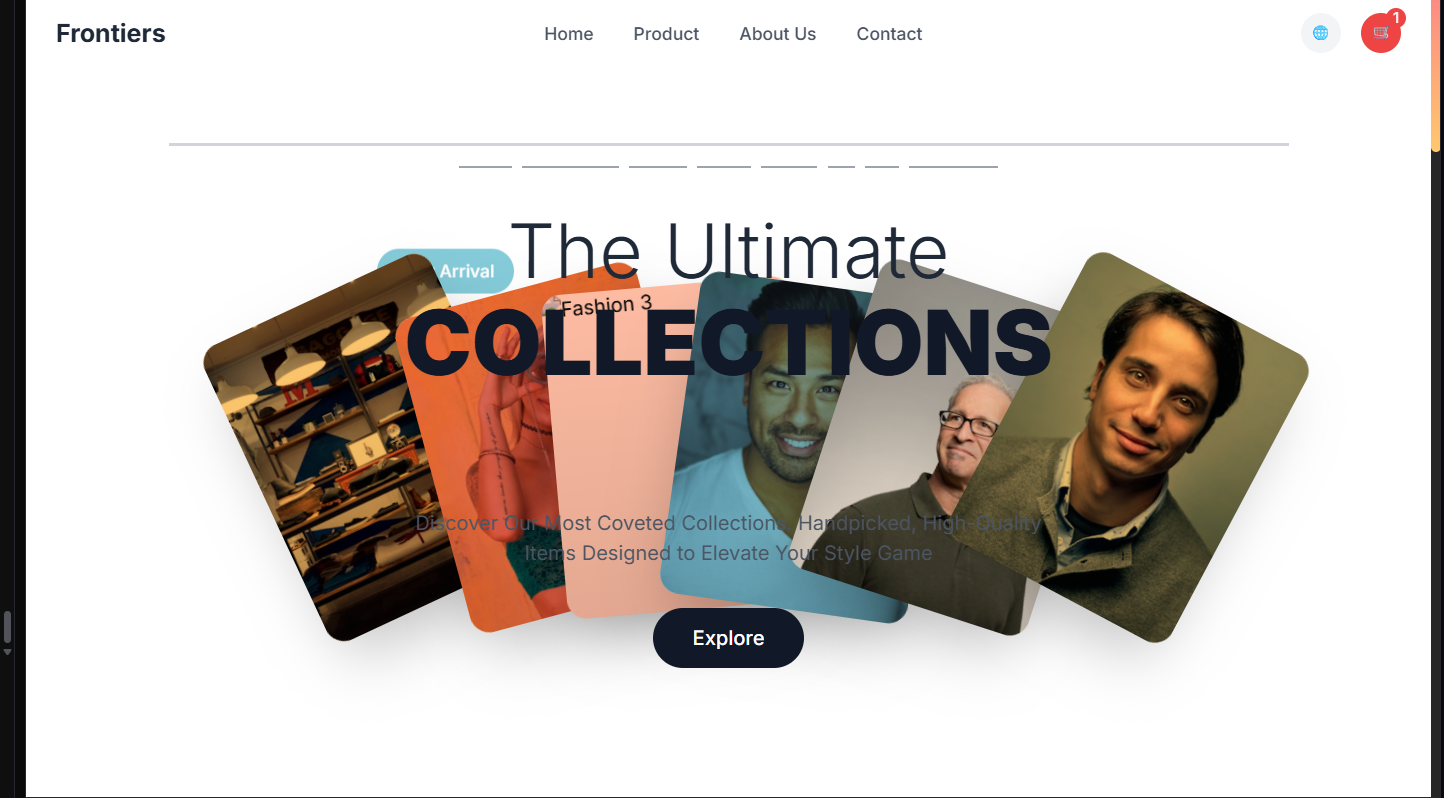 Frontiers
Home
Product
About Us
Contact
1
The Ultimate
Arrival
Fashion 3
COLLECTIONS
Discover Our Most Coveted Collections, Handpicked, High-Quality
Items Designed to Elevate Your Style Game
Explore